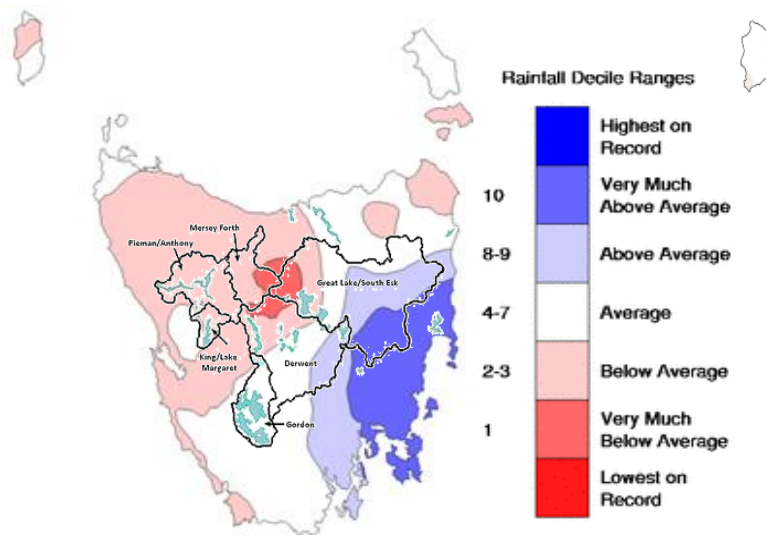 Rainfall Decile Ranges
Highest on
Record
10
Very Much
Above Average
8-9
Above Average
4-7
Average
2-3
Below Average
1
Very Much
Below Average
Lowest on
Record
Mersey Forth
Pieman/Anthony
Great Lake/South Esk
King/Lake
Margaret
Derwent
Gordon